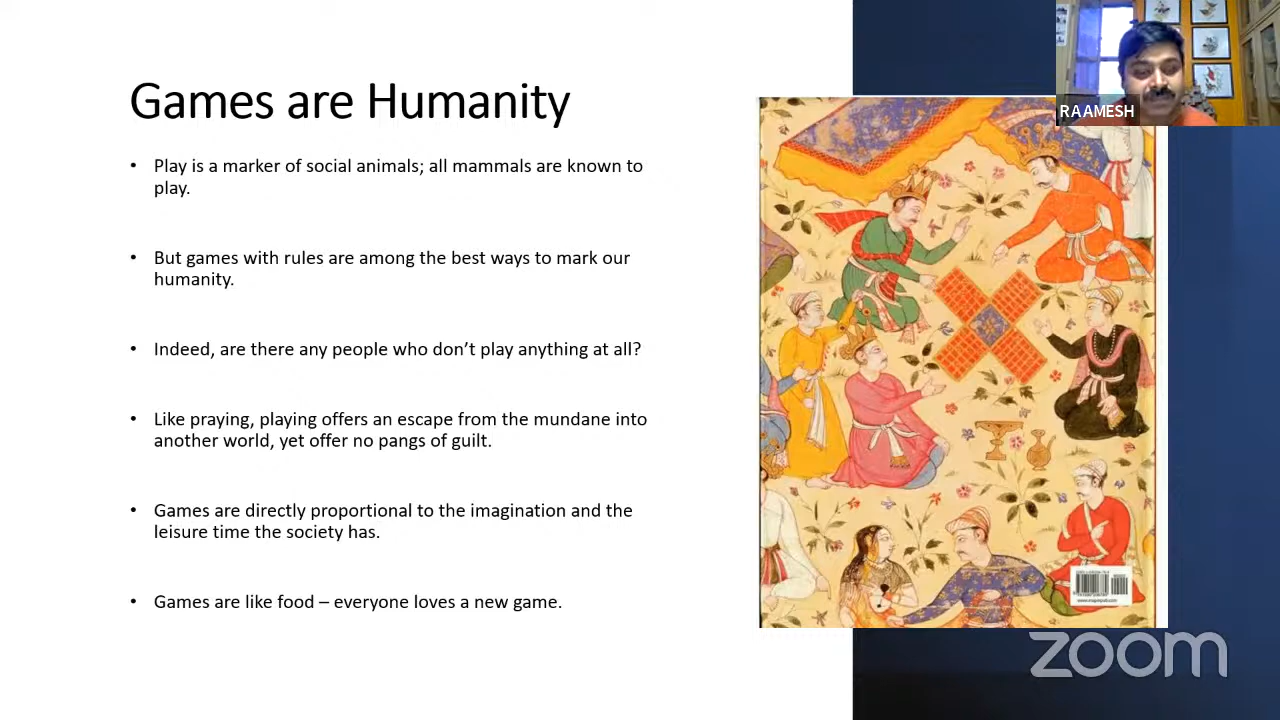 Games are Humanity
• Play is a marker of social animals; all mammals are known to
play.
• But games with rules are among the best ways to mark our
humanity.
• Indeed, are there any people who don’t play anything at all?
• Like praying, playing offers an escape from the mundane into
another world, yet offer no pangs of guilt.
• Games are directly proportional to the imagination and the
leisure time the society has.
• Games are like food – everyone loves a new game.
RAAMESH
zoom